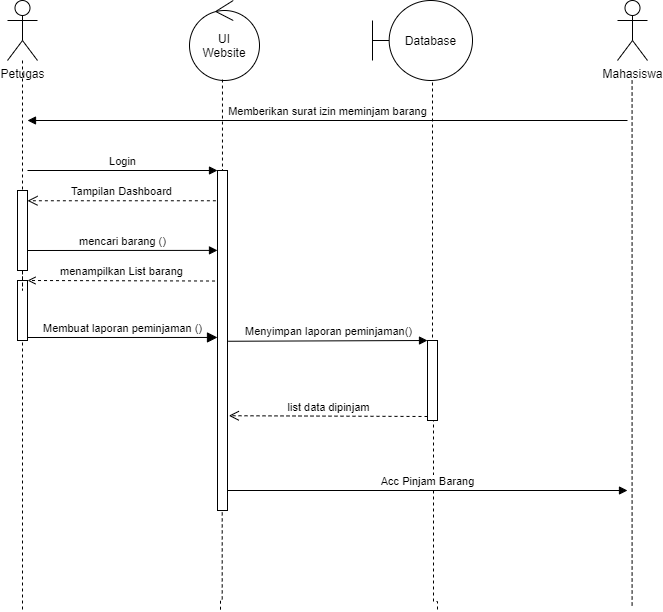 Petugas
UI
Website
Database
Mahasiswa
Memberikan surat izin meminjam barang
Login
Tampilan Dashboard
mencari barang ()
menampilkan List barang
Membuat laporan peminjaman ()
Menyimpan laporan peminjaman()
list data dipinjam
Acc Pinjam Barang